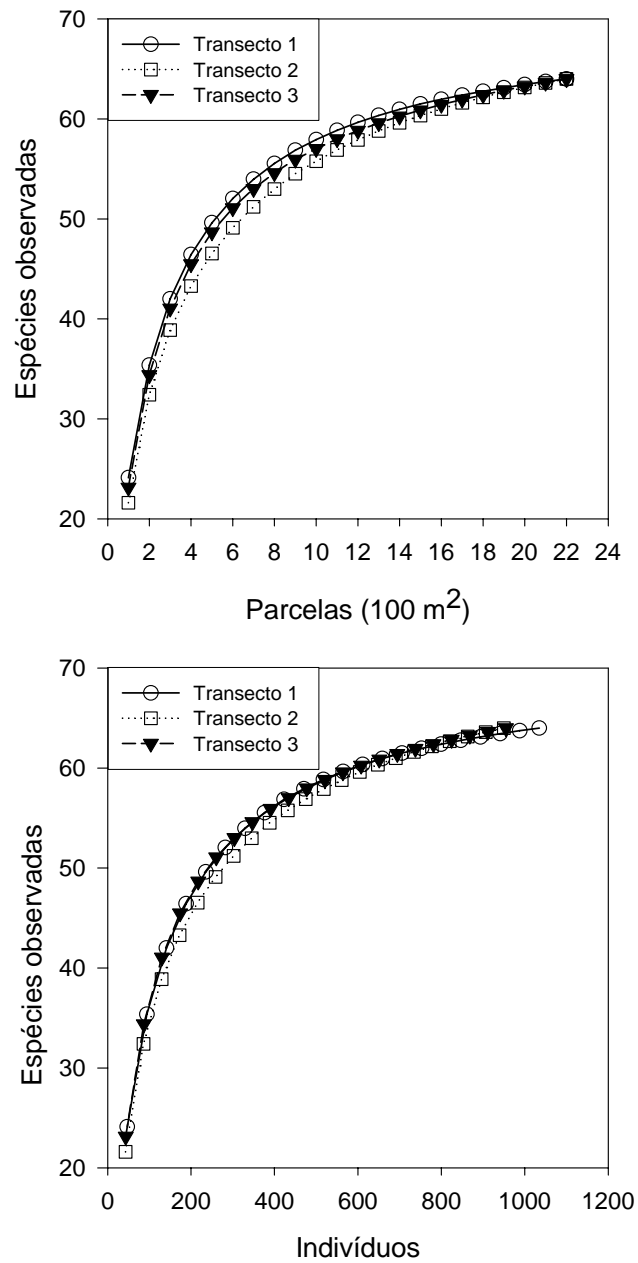 70
60
50
40
30
20
Espécies observadas
Transecto 1
Transecto 2
Transecto 3
0 2 4 6 8 10 12 14 16 18 20 22 24
Parcelas (100 m²)
70
60
50
40
30
20
Espécies observadas
Transecto 1
Transecto 2
Transecto 3
0 200 400 600 800 1000 1200
Indivíduos